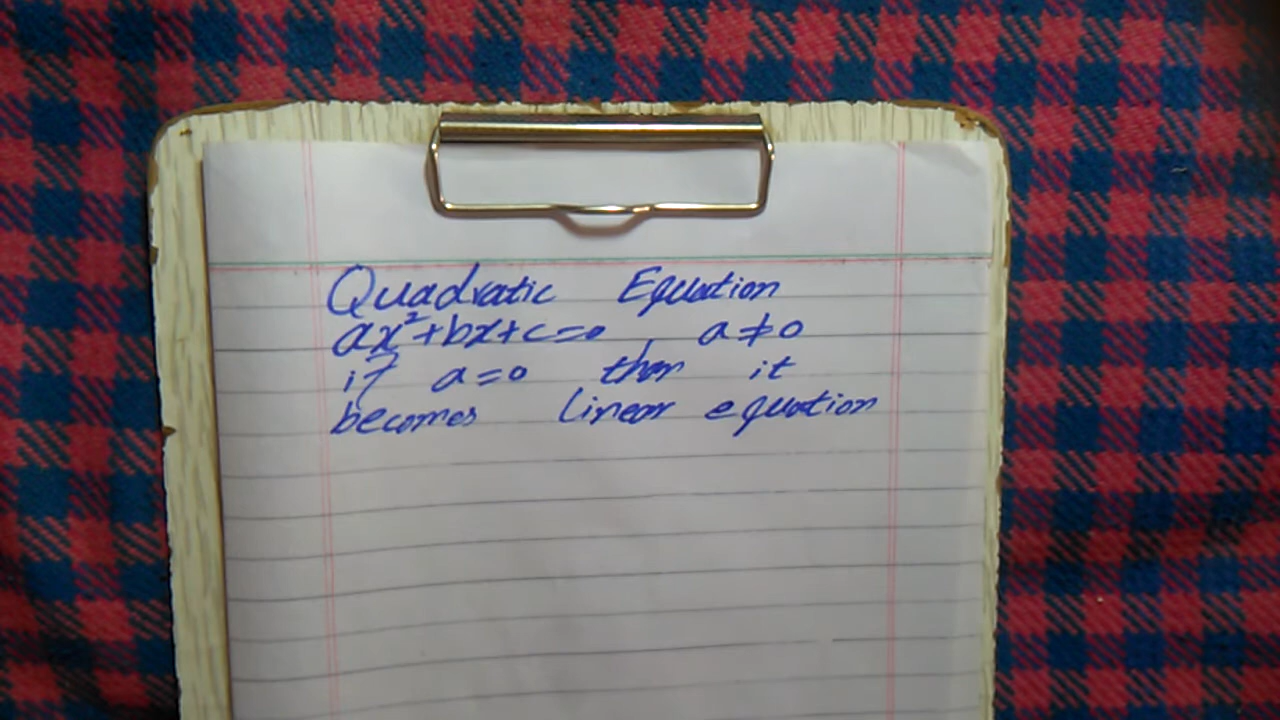 Quadratic Equation
ax²+bx+c=0, a≠0
if a=0 then it
becomes linear equation